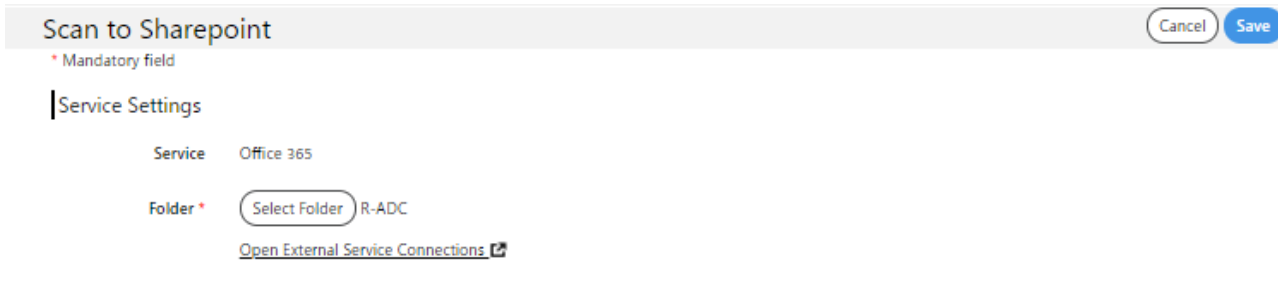 Scan to Sharepoint
Cancel
Save
* Mandatory field
Service Settings
Service Office 365
Folder * Select Folder R-ADC
Open External Service Connections